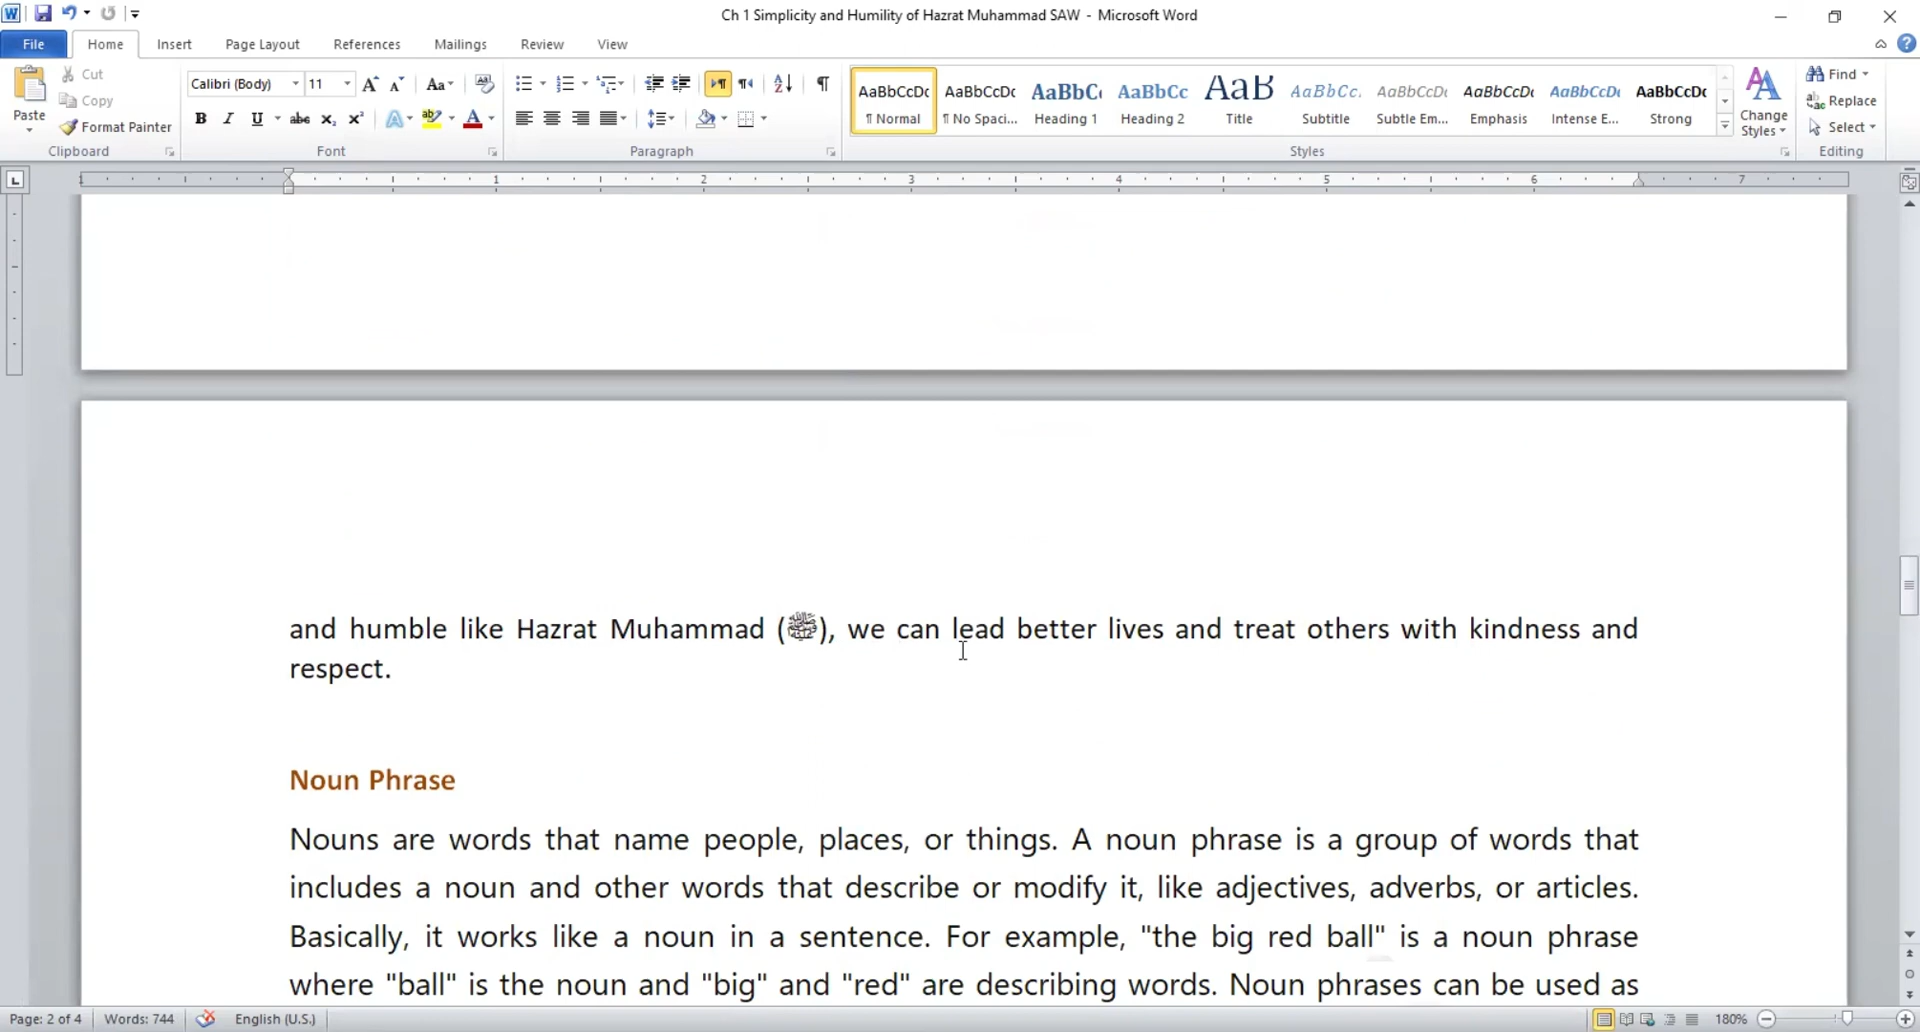 Ch 1 Simplicity and Humility of Hazrat Muhammad SAW - Microsoft Word
File Home Insert Page Layout References Mailings Review View
Paste
Cut
Copy
Format Painter
Clipboard
Calibri (Body) 11
Font
Paragraph
AaBbCcDc AaBbCcDc AaBbC AaBbCc AaB AaBbCc. AaBbCcDc AaBbCcDc AaBbCcDc AaBbCcDc
¶ Normal ¶ No Spaci... Heading 1 Heading 2 Title Subtitle Subtle Em... Emphasis Intense E... Strong
Styles
Change
Styles
Find
Replace
Select
Editing
1 1 2 3 4 5 6 7
and humble like Hazrat Muhammad (ﷺ), we can lead better lives and treat others with kindness and
respect.
Noun Phrase
Nouns are words that name people, places, or things. A noun phrase is a group of words that
includes a noun and other words that describe or modify it, like adjectives, adverbs, or articles.
Basically, it works like a noun in a sentence. For example, "the big red ball" is a noun phrase
where "ball" is the noun and "big" and "red" are describing words. Noun phrases can be used as
Page: 2 of 4 Words: 744 English (U.S.) 180%